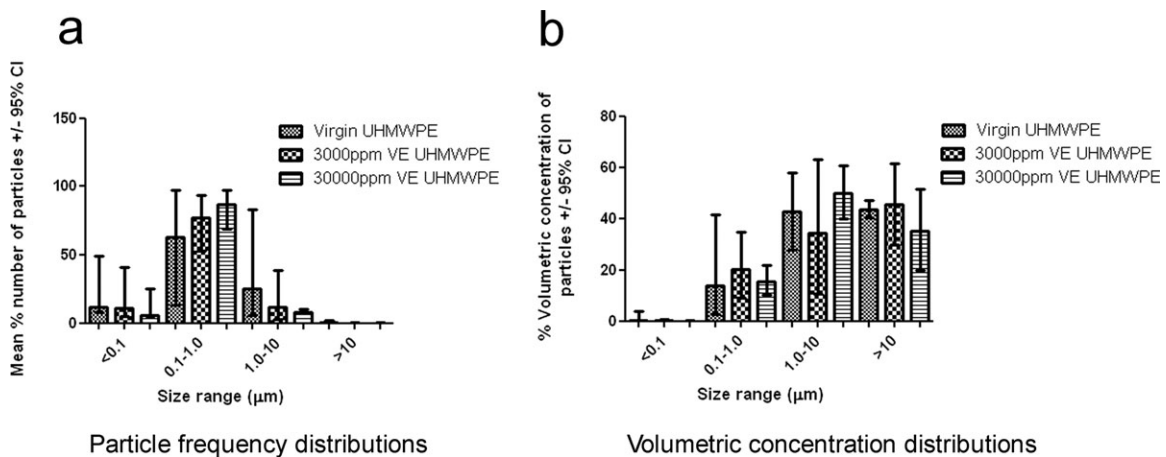 a
Mean % number of particles +/- 95% CI
150
100
50
0
<0.1
0.1-1.0
1.0-10
>10
Size range (μm)
Virgin UHMWPE
3000ppm VE UHMWPE
30000ppm VE UHMWPE
Particle frequency distributions
b
% Volumetric concentration of
particles +/- 95% CI
80
60
40
20
0
<0.1
0.1-1.0
1.0-10
>10
Size range (μm)
Virgin UHMWPE
3000ppm VE UHMWPE
30000ppm VE UHMWPE
Volumetric concentration distributions